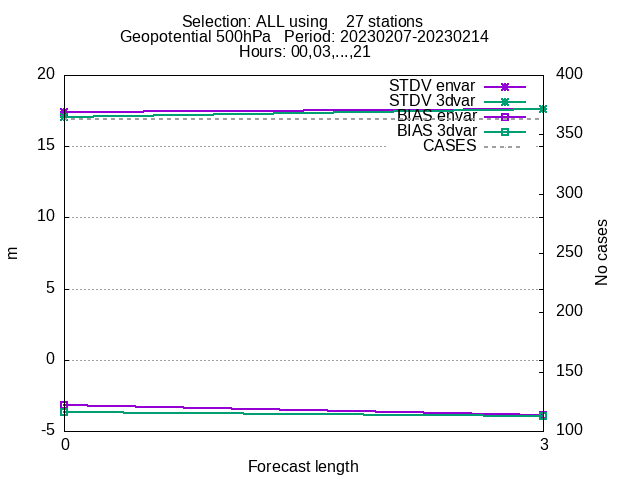 Selection: ALL using    27 stations
Geopotential 500hPa   Period: 20230207-20230214
Hours: 00,03,...,21
20
15
10
5
0
-5
m
400
350
300
250
200
150
100
No cases
STDV envar
STDV 3dvar
BIAS envar
BIAS 3dvar
CASES
0
3
Forecast length